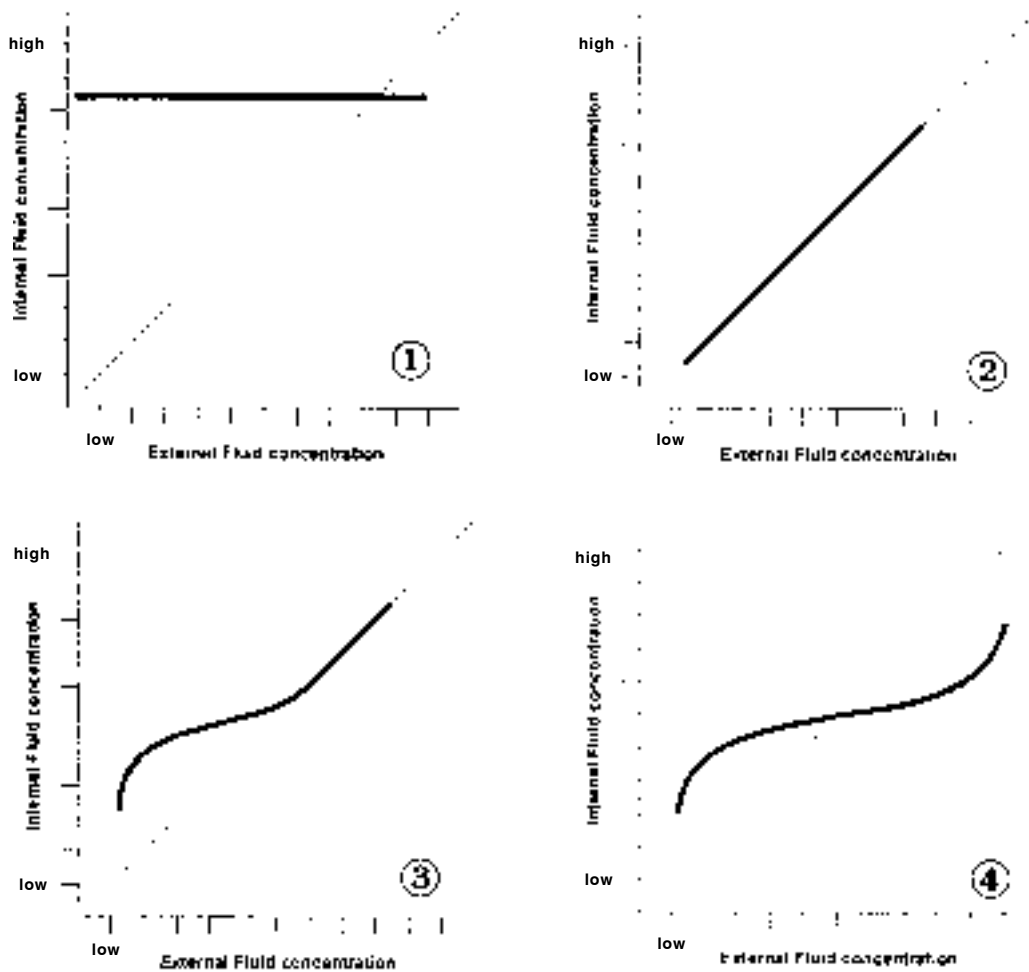 high
Internal Fluid concentration
low
1
low
External Fluid concentration
high
Internal Fluid concentration
low
2
low
External Fluid concentration
high
Internal Fluid concentration
low
3
low
External Fluid concentration
high
Internal Fluid concentration
low
4
low
External Fluid concentration